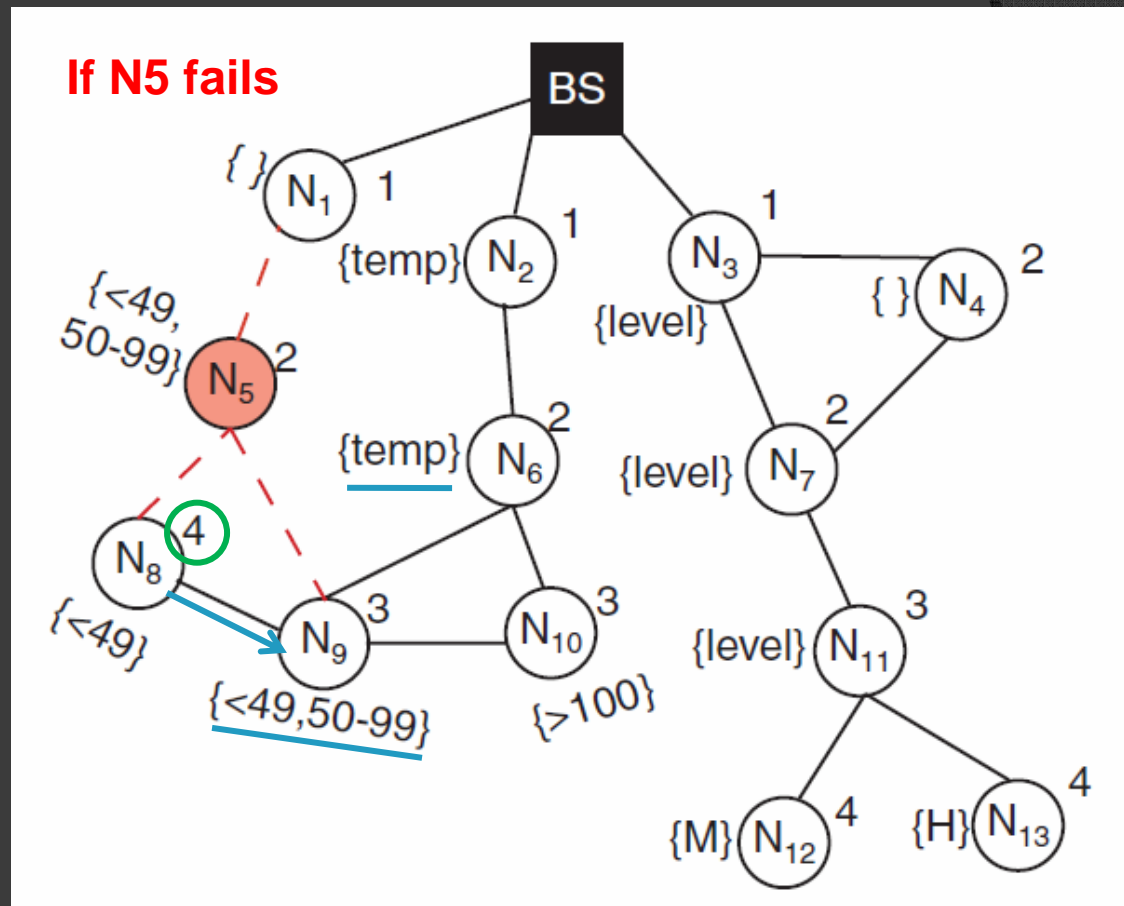 If N5 fails
BS
{ }
N₁
1
{temp}
N₂
1
N₃
1
{level}
{ }
N₄
2
{<49,
50-99}
N₅
2
{temp}
N₆
2
{level}
N₇
2
N₈
4
{<49}
N₉
3
{<49,50-99}
N₁₀
3
{>100}
{level}
N₁₁
3
{M}
N₁₂
4
{H}
N₁₃
4